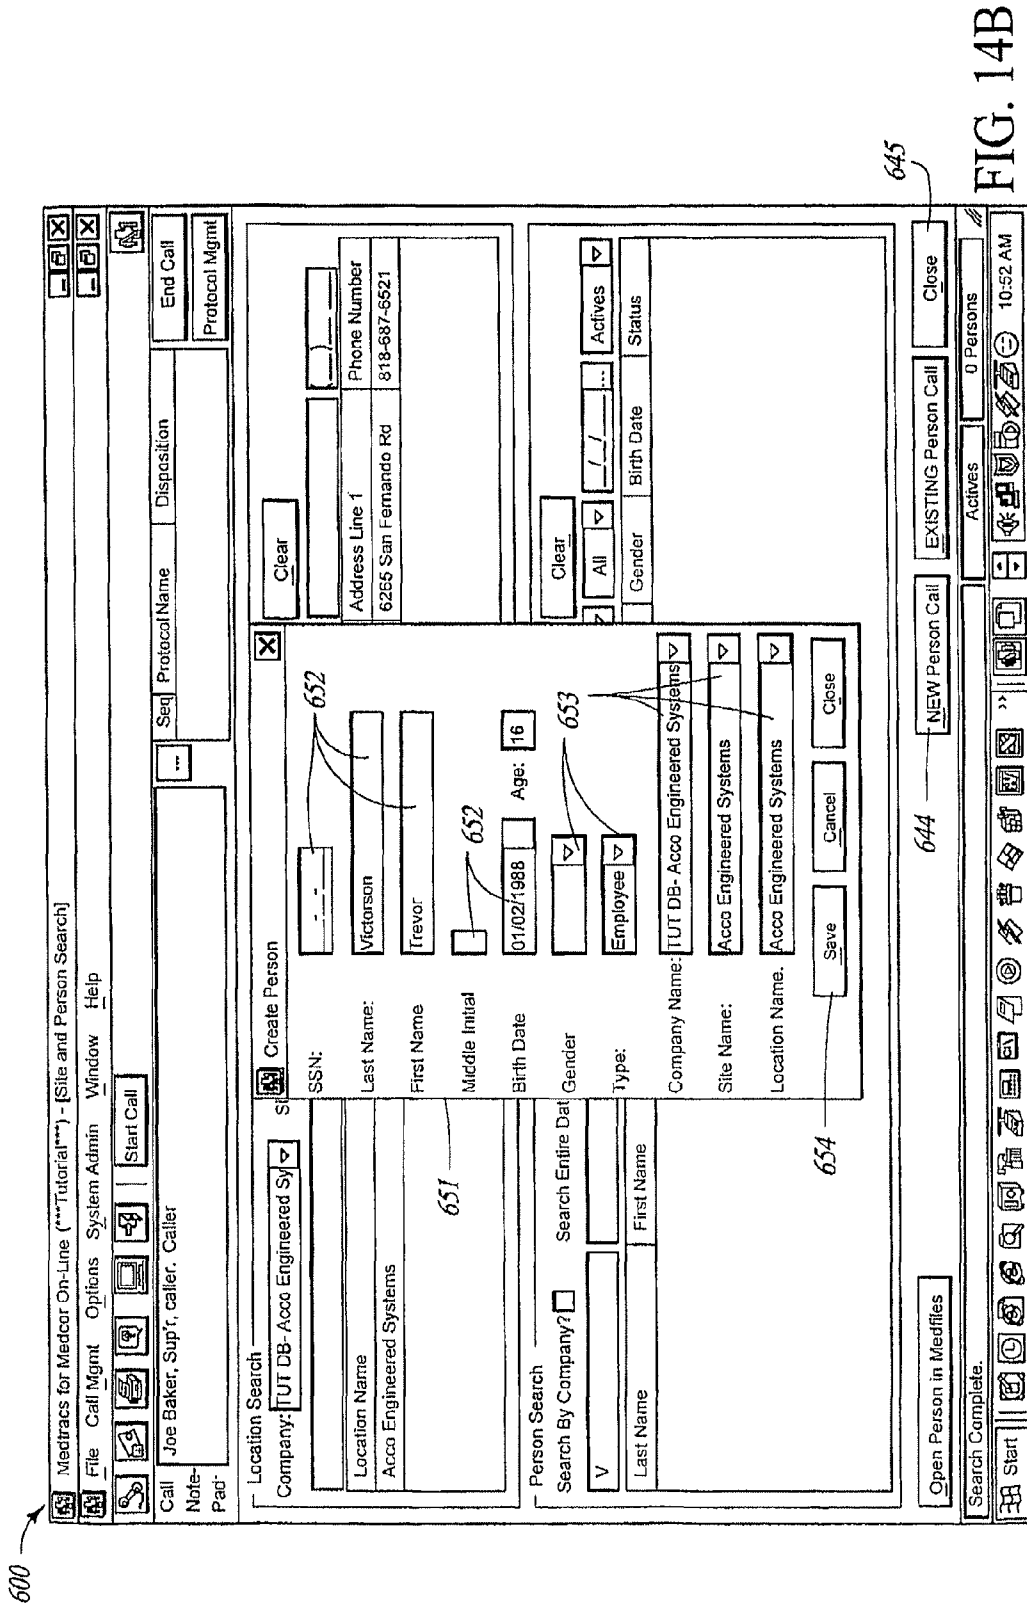 600
Medtracs for Medcor On-Line (***Tutorial***) - [Site and Person Search]
File Call Mgmt Options System Admin Window Help
Start Call
Call Note-Pad:
Joe Baker, Sup'r, caller. Caller
...
Seq Protocol Name Disposition
End Call
Protocol Mgmt
Location Search
Company: TUT DB- Acco Engineered Sy
Si
Clear
( )
Location Name
Address Line 1 Phone Number
Acco Engineered Systems
6265 San Fernando Rd 818-687-6521
Person Search
Search By Company?
Search Entire Dat
Clear
V
All
_/_/_ ...
Actives
Last Name First Name
Gender Birth Date Status
651
Create Person
SSN: - -
652
Last Name: Victorson
First Name Trevor
Middle Initial
652
Birth Date 01/02/1988 Age: 16
Gender
653
Type: Employee
Company Name: TUT DB- Acco Engineered Systems
Site Name: Acco Engineered Systems
Location Name. Acco Engineered Systems
Save Cancel Close
654
Open Person in Medfiles
NEW Person Call
EXISTING Person Call
Close
644
645
Search Complete.
Actives
0 Persons
Start
»
10:52 AM
FIG. 14B